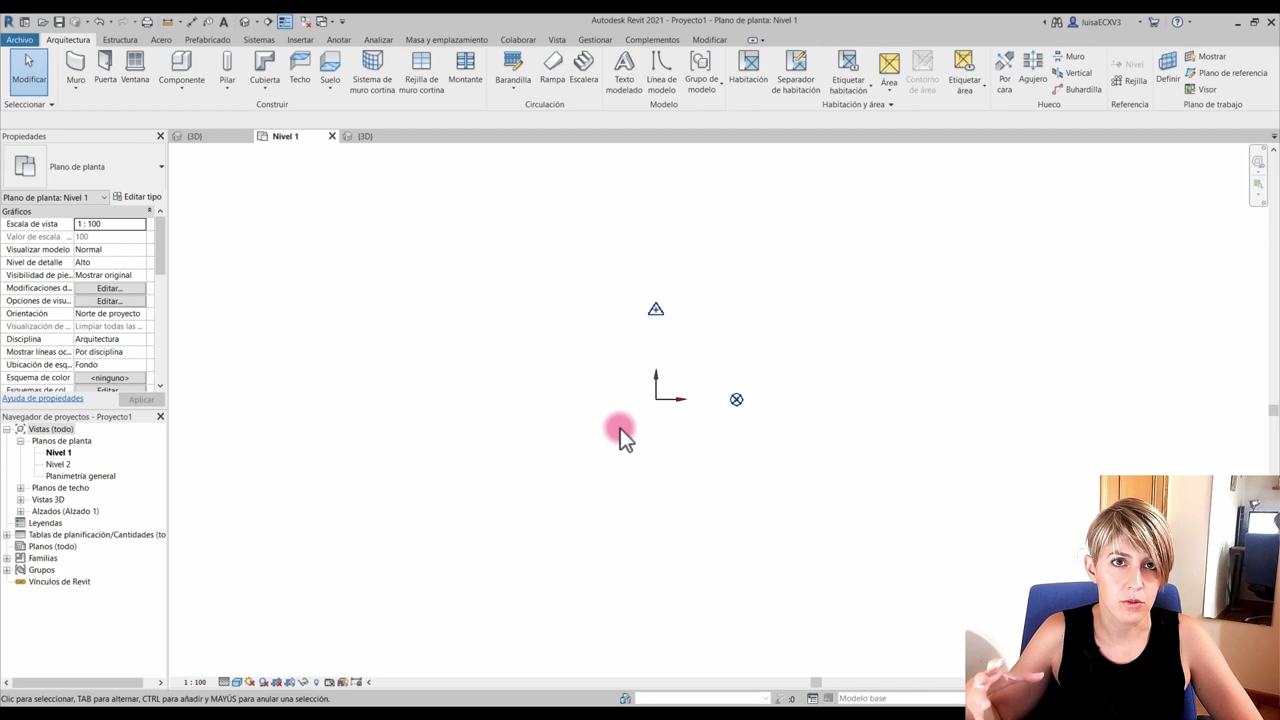 Autodesk Revit 2021 - Proyecto1 - Plano de planta: Nivel 1
luisaECXV3
Archivo Arquitectura Estructura Acero Prefabricado Sistemas Insertar Anotar Analizar Masa y emplazamiento Colaborar Vista Gestionar Complementos Modificar
Modificar
Muro Puerta Ventana Componente Pilar Cubierta Techo Suelo Sistema de muro cortina Rejilla de muro cortina Montante
Barandilla Rampa Escalera
Texto modelado Línea de modelo Grupo de modelo
Habitación Separador de habitación Etiquetar habitación Área Contorno de área Etiquetar área
Por cara Agujero Muro Vertical Buhardilla
Nivel Rejilla
Definir Mostrar Plano de referencia Visor
Seleccionar Construir Circulación Modelo Habitación y área Hueco Referencia Plano de trabajo
{3D} Nivel 1 {3D}
Propiedades
Plano de planta
Plano de planta: Nivel 1 Editar tipo
Gráficos
Escala de vista 1 : 100
Valor de escala ... 100
Visualizar modelo Normal
Nivel de detalle Alto
Visibilidad de pie... Mostrar original
Modificaciones d... Editar...
Opciones de visu... Editar...
Orientación Norte de proyecto
Visualización de ... Limpiar todas las ...
Disciplina Arquitectura
Mostrar líneas oc... Por disciplina
Ubicación de esq... Fondo
Esquema de color <ninguno>
Ayuda de propiedades Aplicar
Navegador de proyectos - Proyecto1
Vistas (todo)
Planos de planta
Nivel 1
Nivel 2
Planimetría general
Planos de techo
Vistas 3D
Alzados (Alzado 1)
Leyendas
Tablas de planificación/Cantidades (to
Planos (todo)
Familias
Grupos
Vínculos de Revit
1 : 100
Clic para seleccionar, TAB para alternar, CTRL para añadir y MAYÚS para anular una selección.
:0
Modelo base